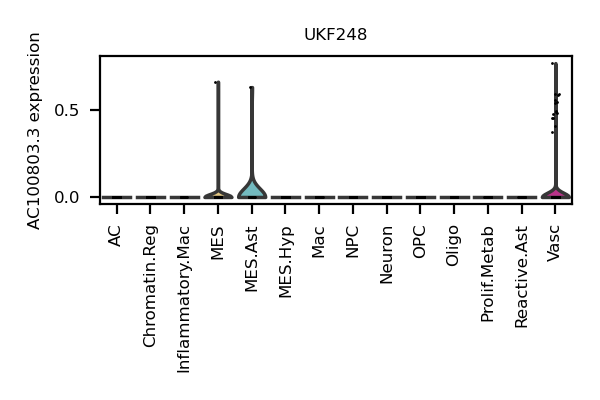 UKF248
AC100803.3 expression
0.5
0.0
AC
Chromatin.Reg
Inflammatory.Mac
MES
MES.Ast
MES.Hyp
Mac
NPC
Neuron
OPC
Oligo
Prolif.Metab
Reactive.Ast
Vasc